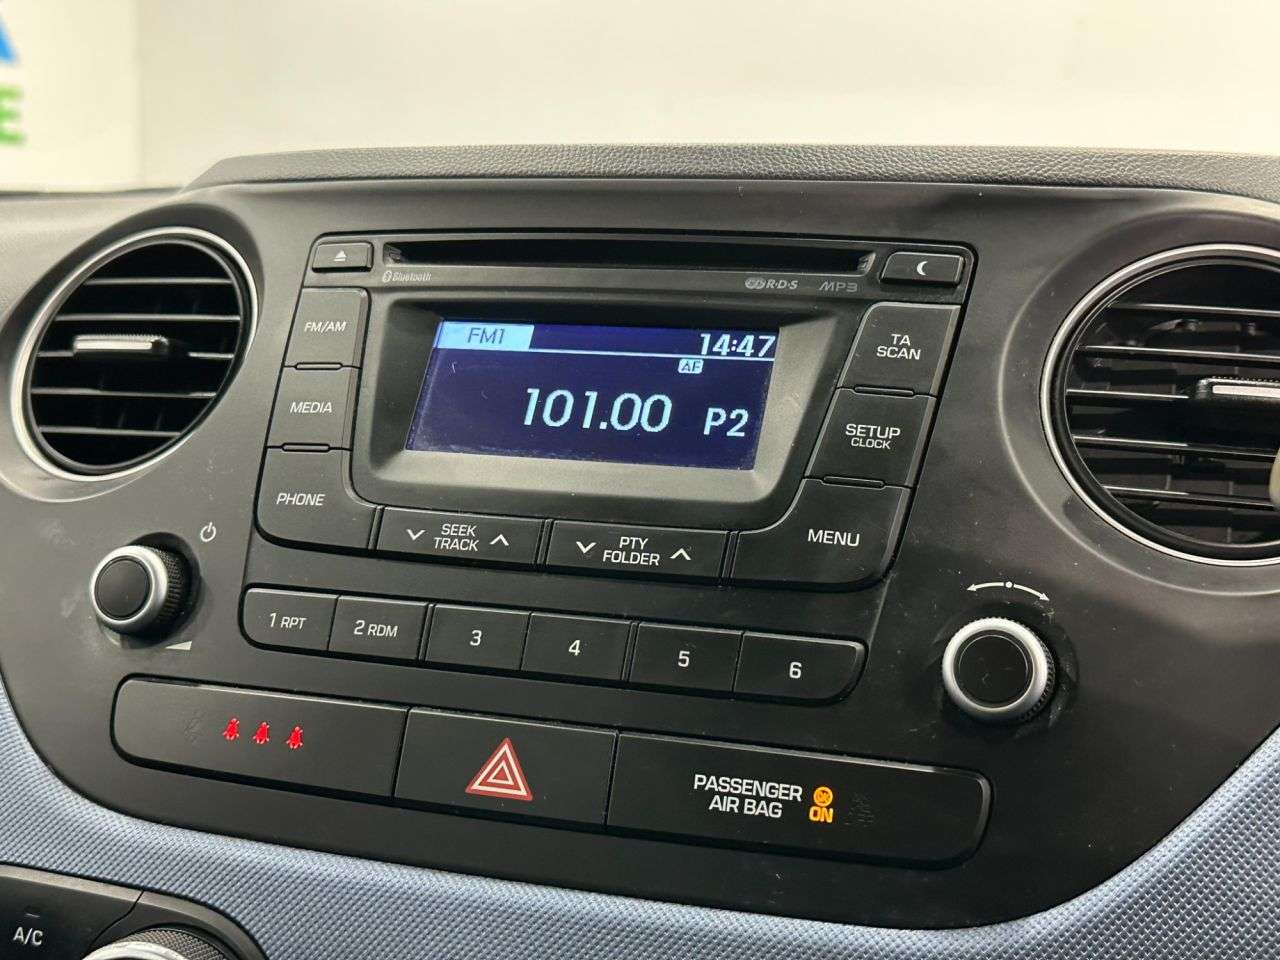 E
Bluetooth
R·D·S
MP3
FM/AM
MEDIA
PHONE
FM1
14:47
AF
101.00 P2
TA
SCAN
SETUP
CLOCK
MENU
SEEK
TRACK
PTY
FOLDER
1 RPT
2 RDM
3
4
5
6
PASSENGER
AIR BAG
ON
A/C